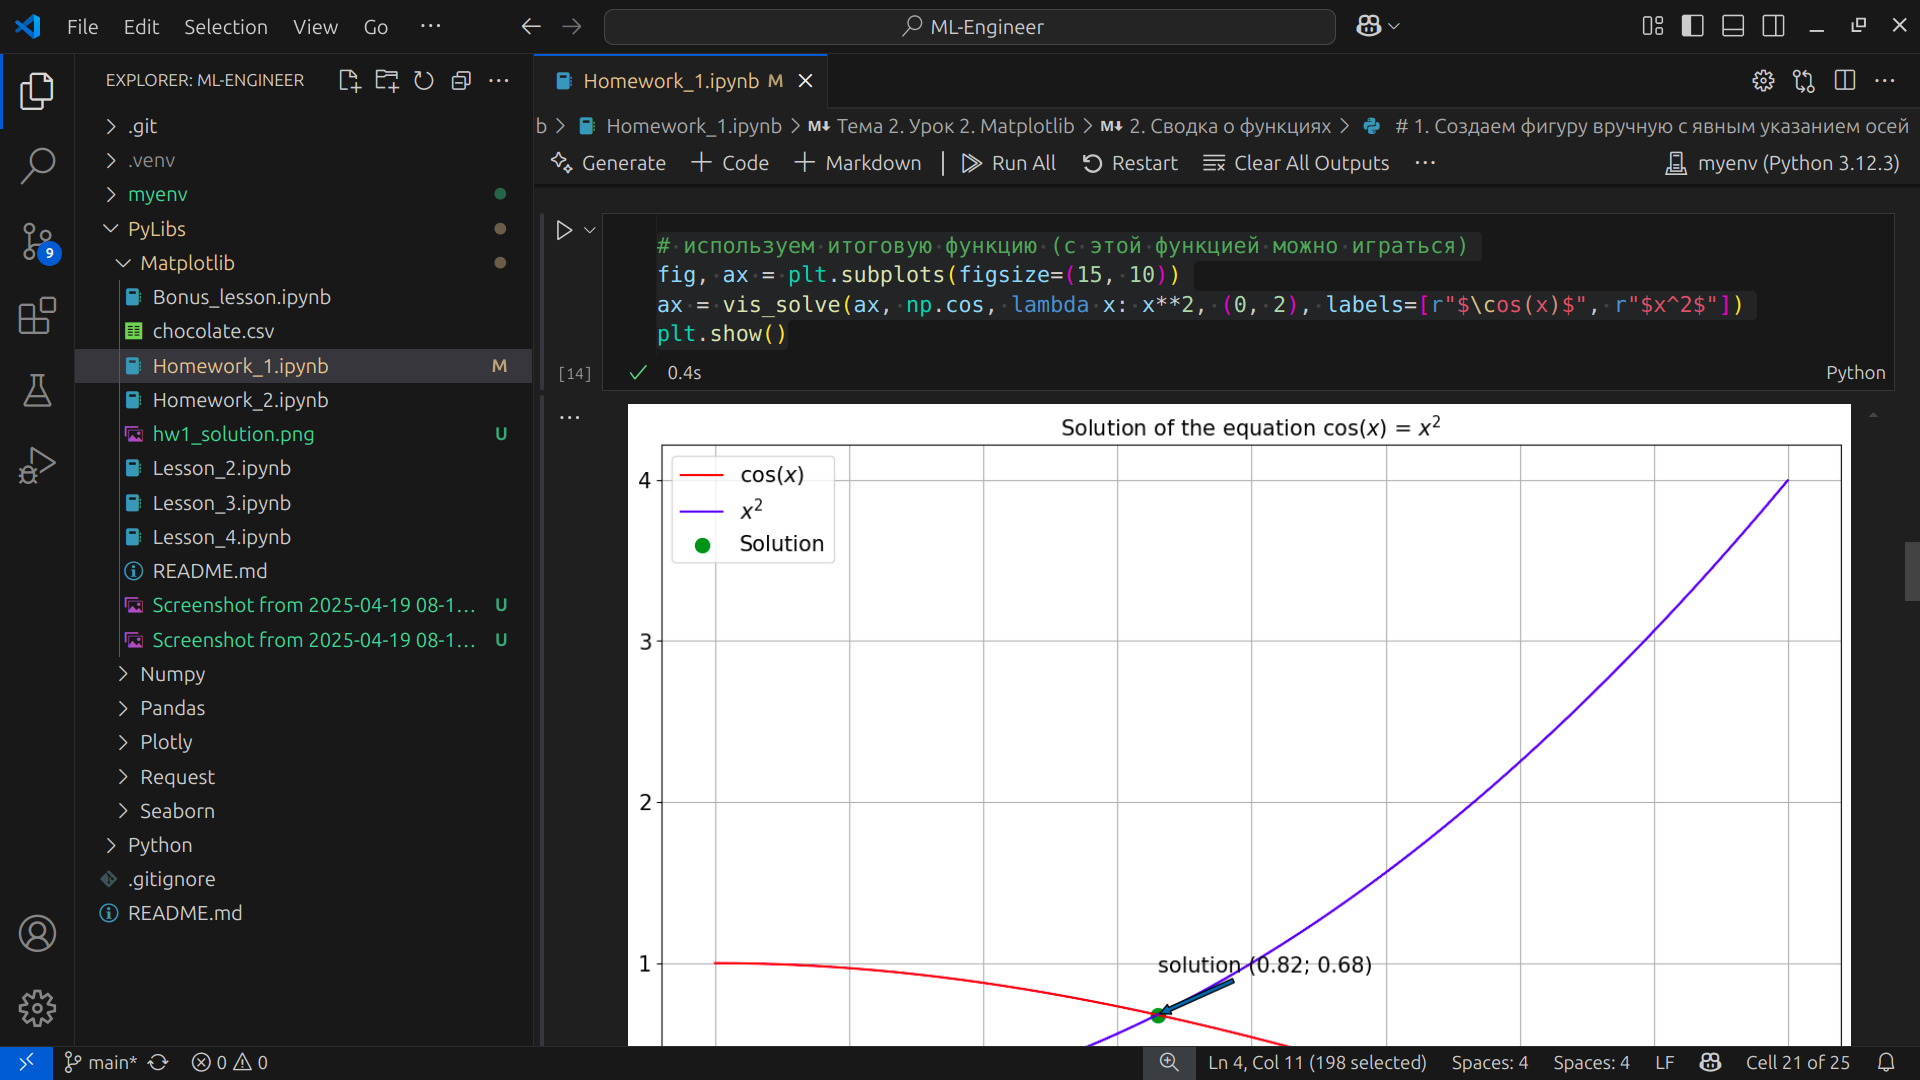 File Edit Selection View Go ML-Engineer
EXPLORER: ML-ENGINEER
.git
.venv
myenv
PyLibs
Matplotlib
Bonus_lesson.ipynb
chocolate.csv
Homework_1.ipynb M
Homework_2.ipynb
hw1_solution.png U
Lesson_2.ipynb
Lesson_3.ipynb
Lesson_4.ipynb
README.md
Screenshot from 2025-04-19 08-1... U
Screenshot from 2025-04-19 08-1... U
Numpy
Pandas
Plotly
Request
Seaborn
Python
.gitignore
README.md
9
Homework_1.ipynb M
b > Homework_1.ipynb > M↓ Тема 2. Урок 2. Matplotlib > M↓ 2. Сводка о функциях > # 1. Создаем фигуру вручную с явным указанием осей
Generate + Code + Markdown | Run All Restart Clear All Outputs ··· myenv (Python 3.12.3)
# используем итоговую функцию (с этой функцией можно играться)
fig, ax = plt.subplots(figsize=(15, 10))
ax = vis_solve(ax, np.cos, lambda x: x**2, (0, 2), labels=[r"$\cos(x)$", r"$x^2$"])
plt.show()
[14] 0.4s Python
Solution of the equation cos(x) = x²
cos(x)
x²
Solution
4
3
2
1
solution (0.82; 0.68)
main* 0 0 Ln 4, Col 11 (198 selected) Spaces: 4 Spaces: 4 LF Cell 21 of 25